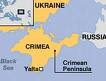 UKRAINE
RUSSIA
CRIMEA
Black
Sea
Yalta
Crimean
Peninsula